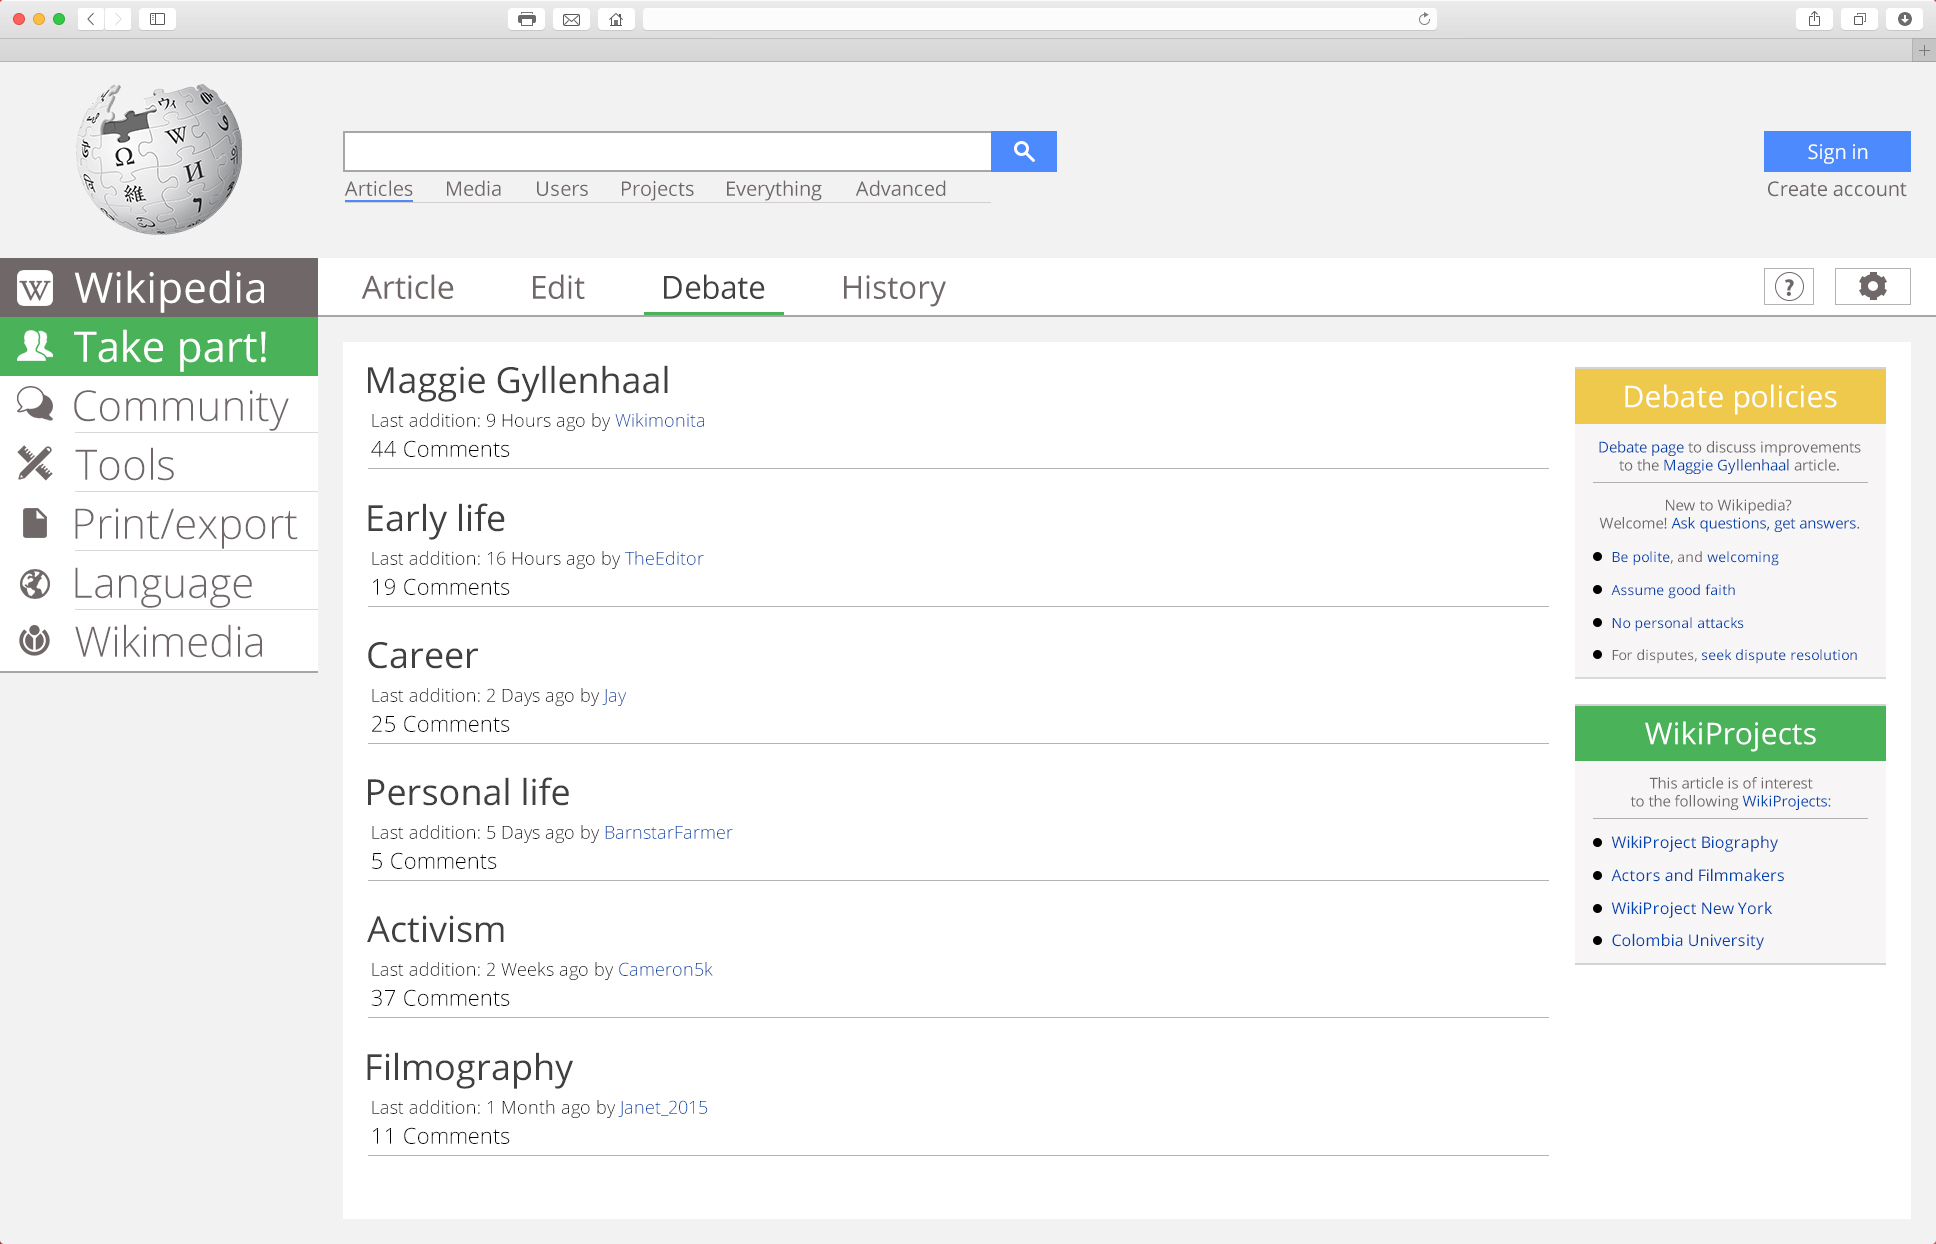 Articles Media Users Projects Everything Advanced
Sign in
Create account
Wikipedia
Take part!
Community
Tools
Print/export
Language
Wikimedia
Article Edit Debate History
?
Maggie Gyllenhaal
Last addition: 9 Hours ago by Wikimonita
44 Comments
Early life
Last addition: 16 Hours ago by TheEditor
19 Comments
Career
Last addition: 2 Days ago by Jay
25 Comments
Personal life
Last addition: 5 Days ago by BarnstarFarmer
5 Comments
Activism
Last addition: 2 Weeks ago by Cameron5k
37 Comments
Filmography
Last addition: 1 Month ago by Janet_2015
11 Comments
Debate policies
Debate page to discuss improvements
to the Maggie Gyllenhaal article.
New to Wikipedia?
Welcome! Ask questions, get answers.
Be polite, and welcoming
Assume good faith
No personal attacks
For disputes, seek dispute resolution
WikiProjects
This article is of interest
to the following WikiProjects:
WikiProject Biography
Actors and Filmmakers
WikiProject New York
Colombia University